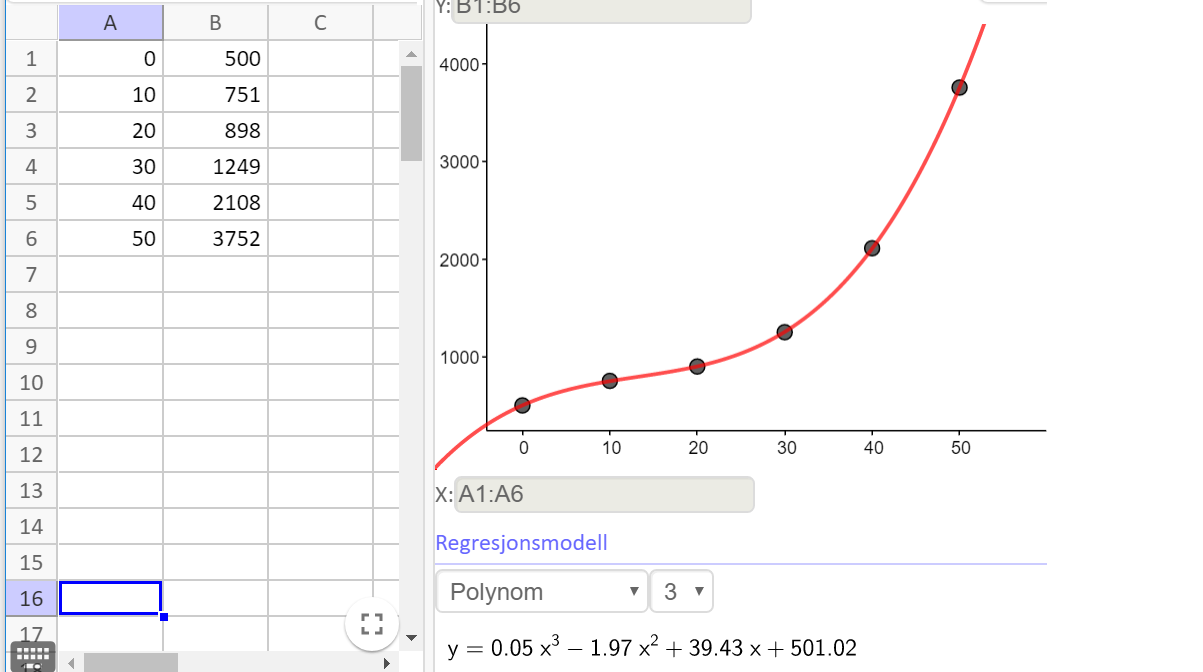 A B C
1 0 500
2 10 751
3 20 898
4 30 1249
5 40 2108
6 50 3752
7
8
9
10
11
12
13
14
15
16
17
18
Y: B1:B6
4000
3000
2000
1000
0 10 20 30 40 50
X: A1:A6
Regresjonsmodell
Polynom 3
y = 0.05 x³ − 1.97 x² + 39.43 x + 501.02